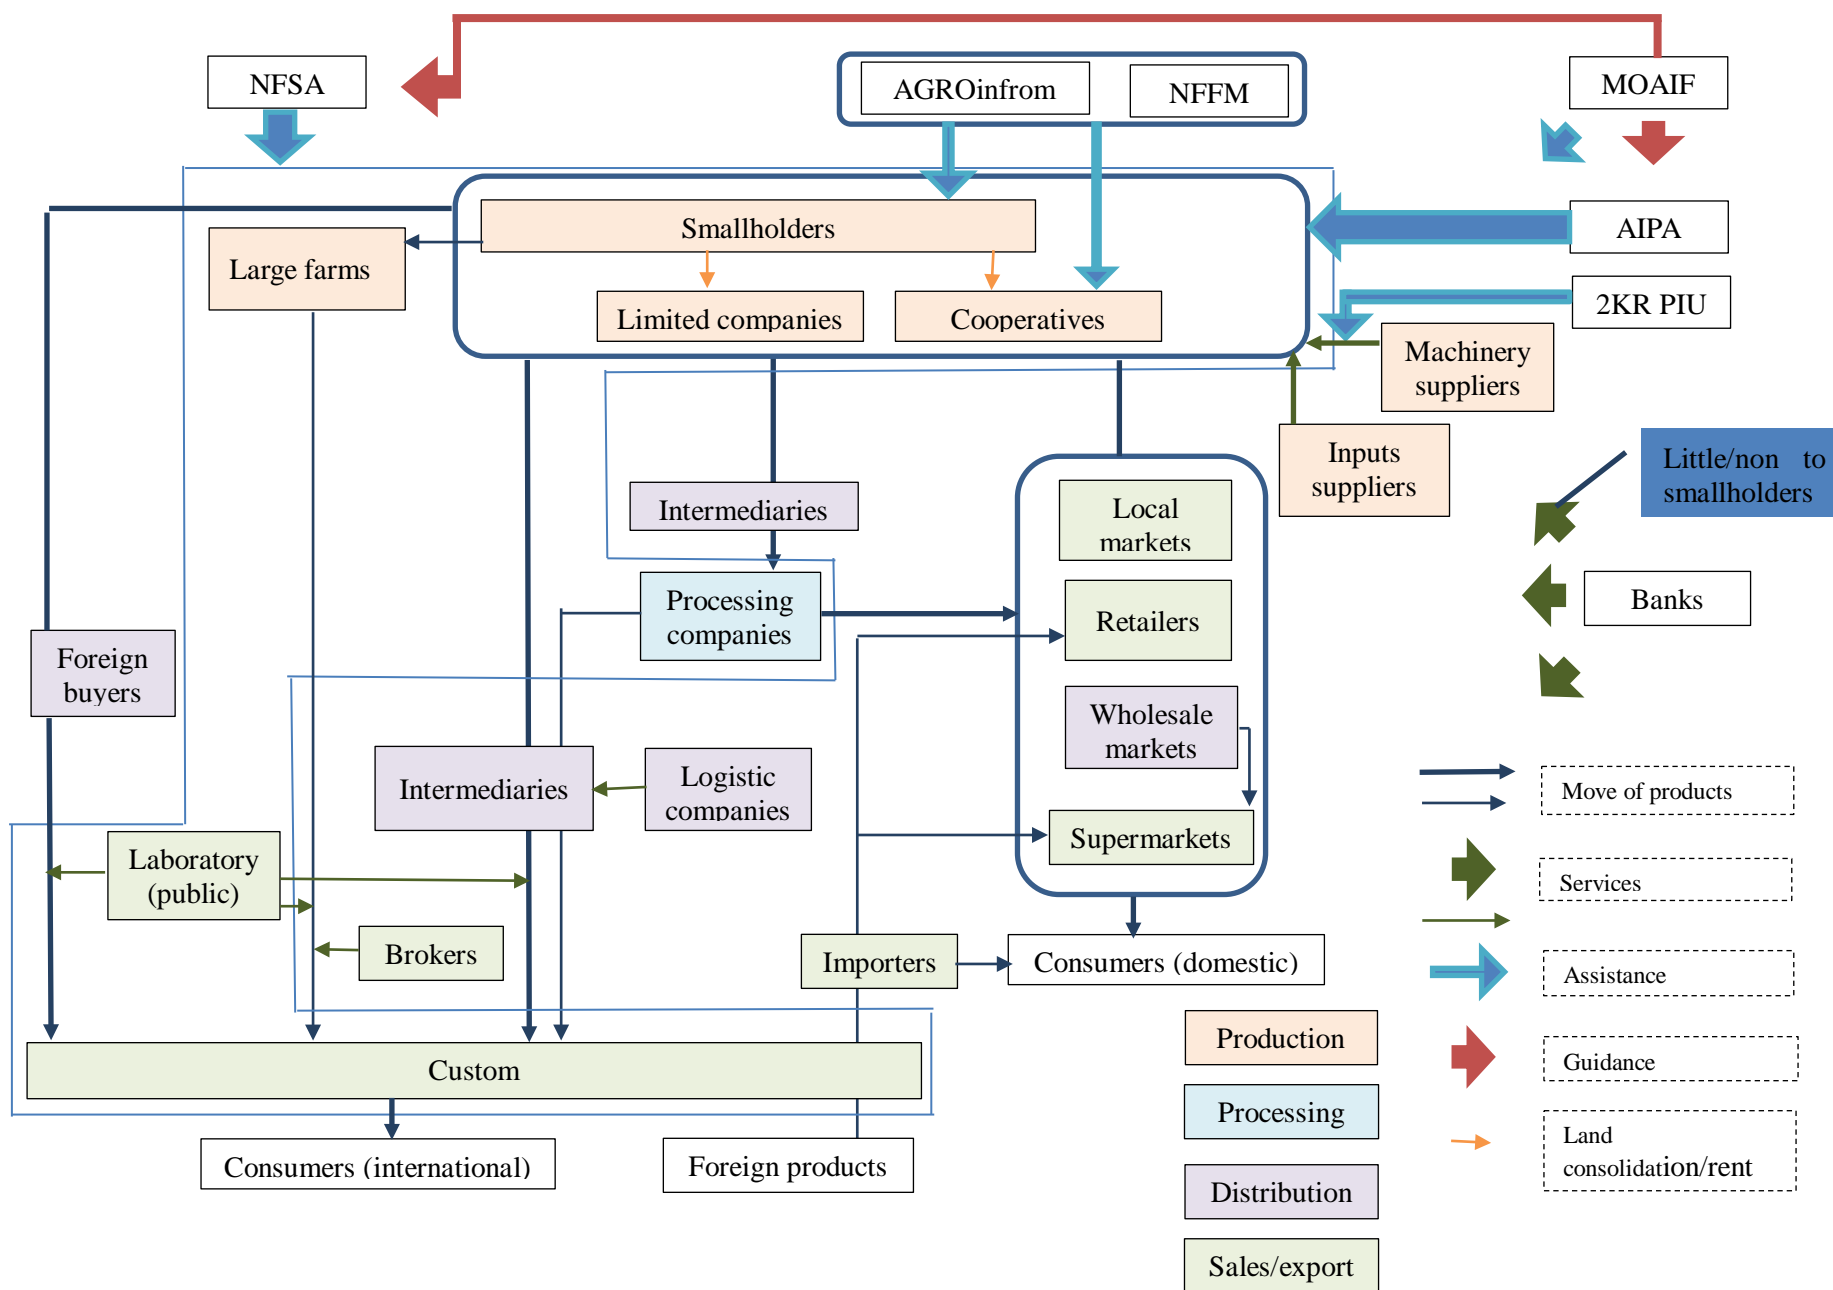 NFSA
AGROinfrom
NFFM
MOAIF
Smallholders
AIPA
Large farms
Limited companies
Cooperatives
2KR PIU
Machinery
suppliers
Inputs
suppliers
Little/non to
smallholders
Intermediaries
Local
markets
Processing
companies
Retailers
Banks
Foreign
buyers
Wholesale
markets
Intermediaries
Logistic
companies
Supermarkets
Move of products
Laboratory
(public)
Services
Brokers
Importers
Consumers (domestic)
Assistance
Production
Guidance
Custom
Processing
Land
consolidation/rent
Consumers (international)
Foreign products
Distribution
Sales/export